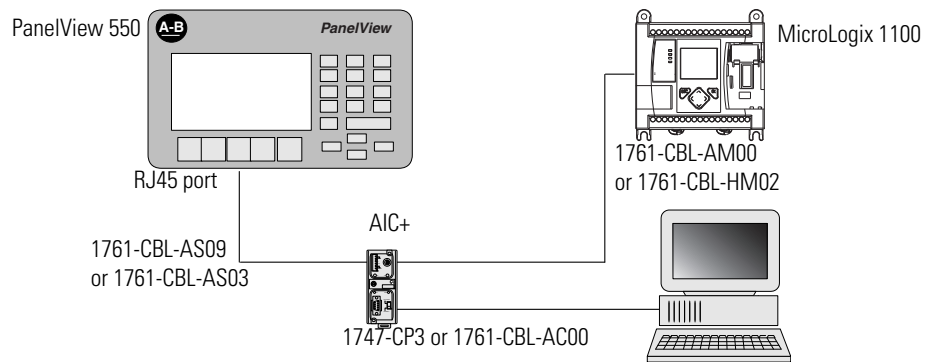 PanelView 550
A-B
PanelView
MicroLogix 1100
RJ45 port
1761-CBL-AM00
or 1761-CBL-HM02
AIC+
1761-CBL-AS09
or 1761-CBL-AS03
1747-CP3 or 1761-CBL-AC00